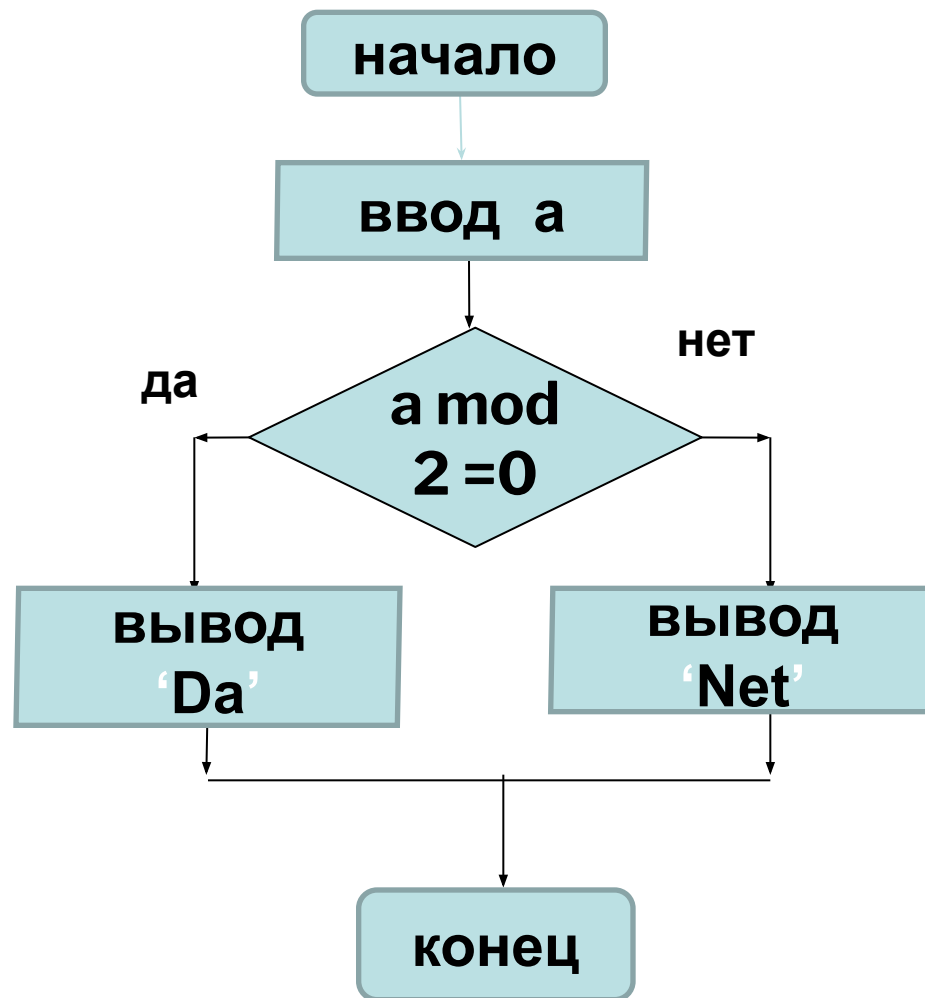 начало
ввод а
да
нет
a mod
2 =0
вывод
‘Da’
вывод
‘Net’
конец